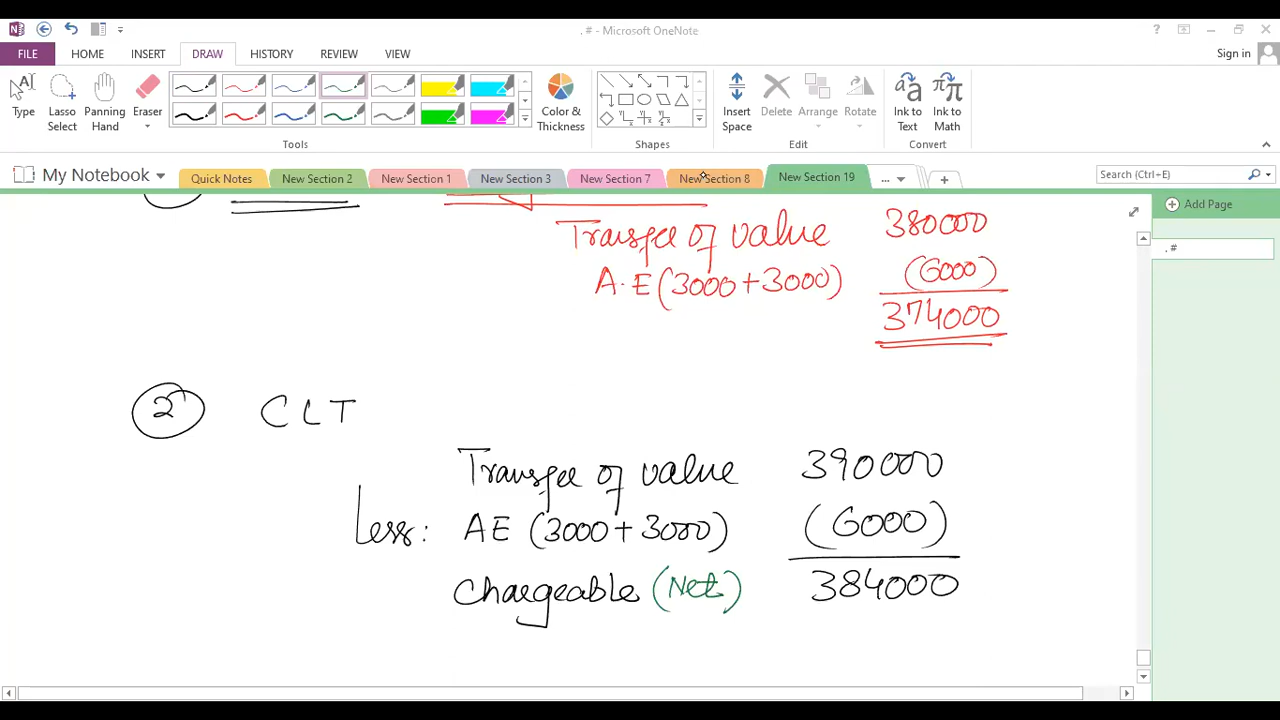 . # - Microsoft OneNote
FILE HOME INSERT DRAW HISTORY REVIEW VIEW Sign in
Type Lasso Select Panning Hand Eraser Color & Thickness Insert Space Delete Arrange Rotate Ink to Text Ink to Math
Tools Shapes Edit Convert
My Notebook Quick Notes New Section 2 New Section 1 New Section 3 New Section 7 New Section 8 New Section 19 ... + Search (Ctrl+E)
Add Page
. #
Transfer of value 380000
A.E (3000+3000) (6000)
374000
2 CLT
Transfer of value 390000
Less: AE (3000+3000) (6000)
Chargeable (Net) 384000